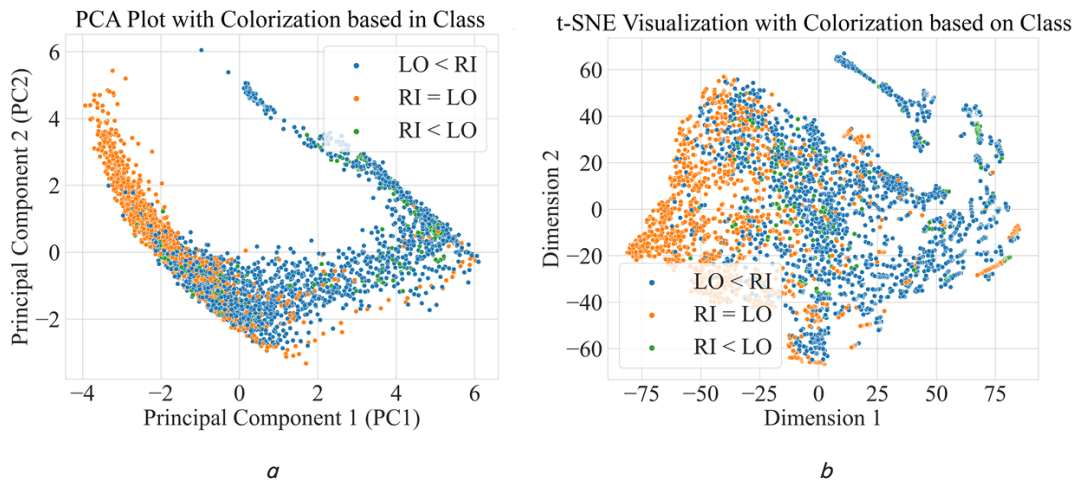 PCA Plot with Colorization based in Class
6
4
2
0
−2
−4
−2
0
2
4
6
Principal Component 2 (PC2)
Principal Component 1 (PC1)
LO < RI
RI = LO
RI < LO
a
t-SNE Visualization with Colorization based on Class
60
40
20
0
−20
−40
−60
−75
−50
−25
0
25
50
75
Dimension 2
Dimension 1
LO < RI
RI = LO
RI < LO
b